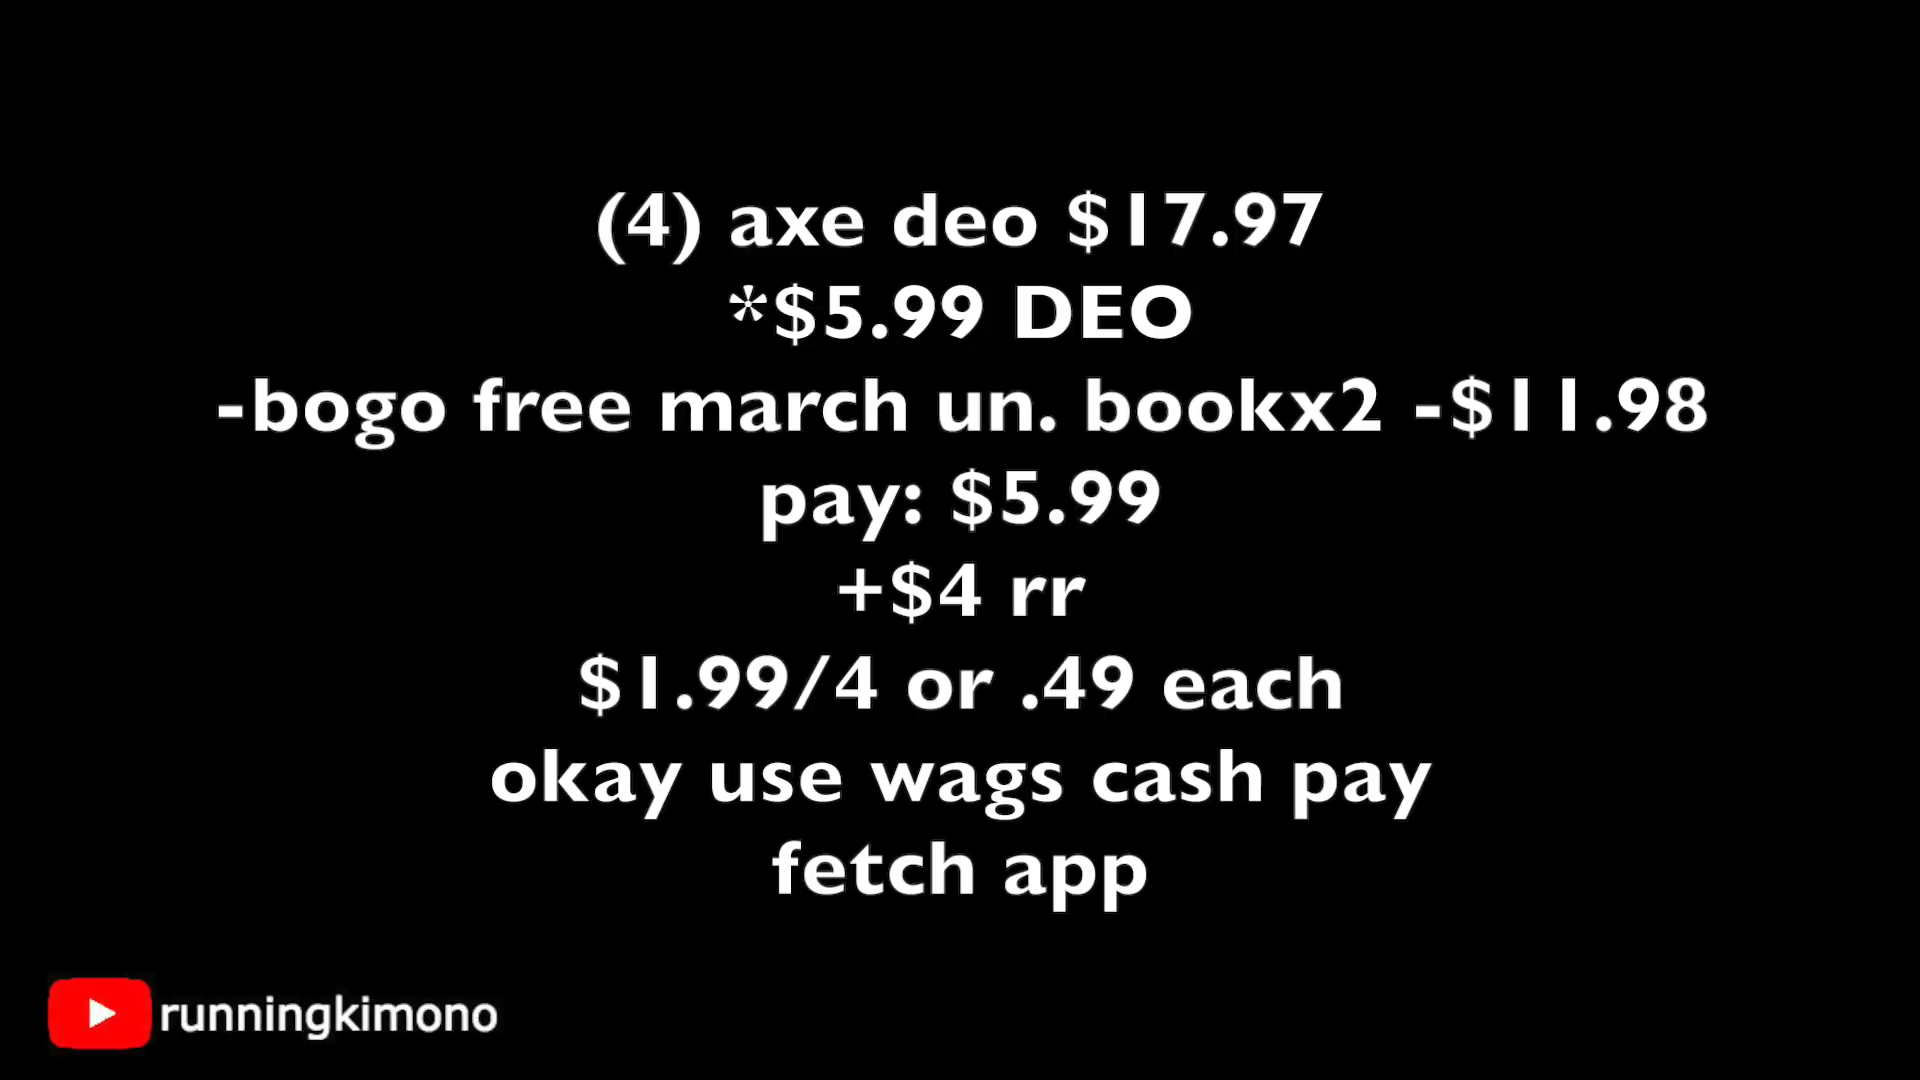 (4) axe deo $17.97
*$5.99 DEO
-bogo free march un. bookx2 -$11.98
pay: $5.99
+$4 rr
$1.99/4 or .49 each
okay use wags cash pay
fetch app
runningkimono